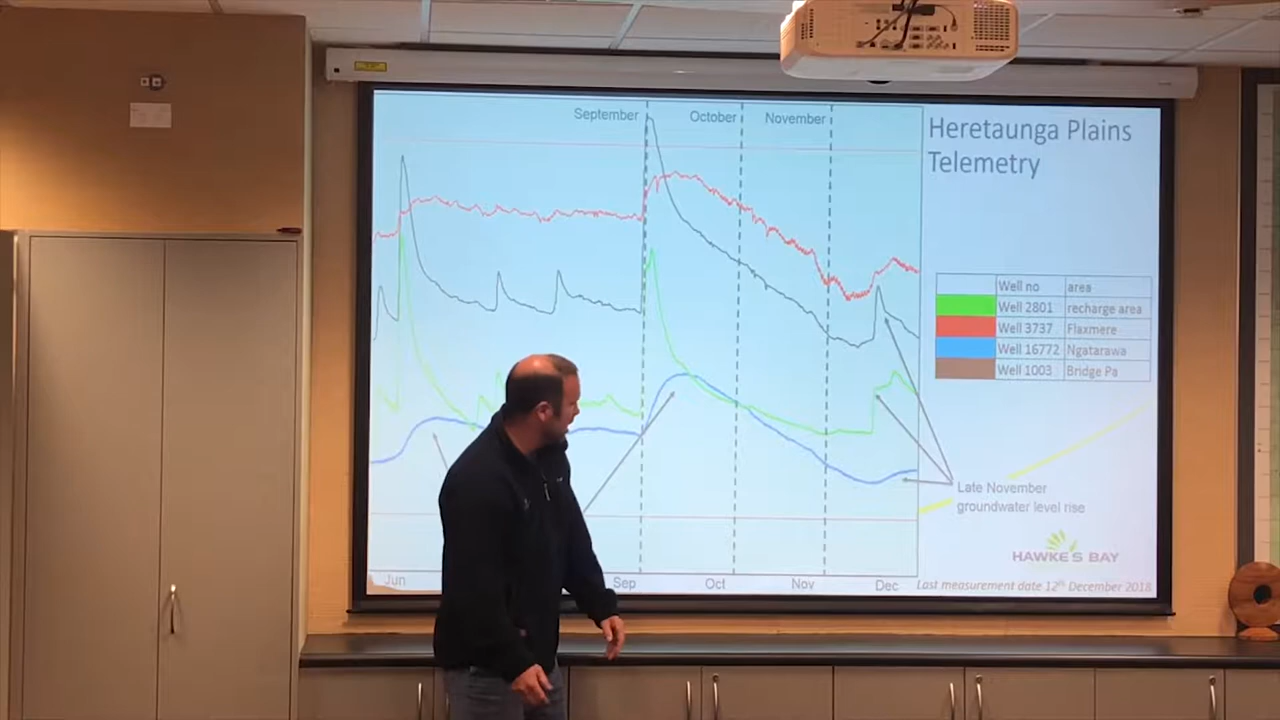 September
October
November
Heretaunga Plains
Telemetry
Well no area
Well 2801 recharge area
Well 3737 Flaxmere
Well 16772 Ngatarawa
Well 1003 Bridge Pa
Late November
groundwater level rise
HAWKE'S BAY
Jun
Sep
Oct
Nov
Dec
Last measurement date 12th December 2018